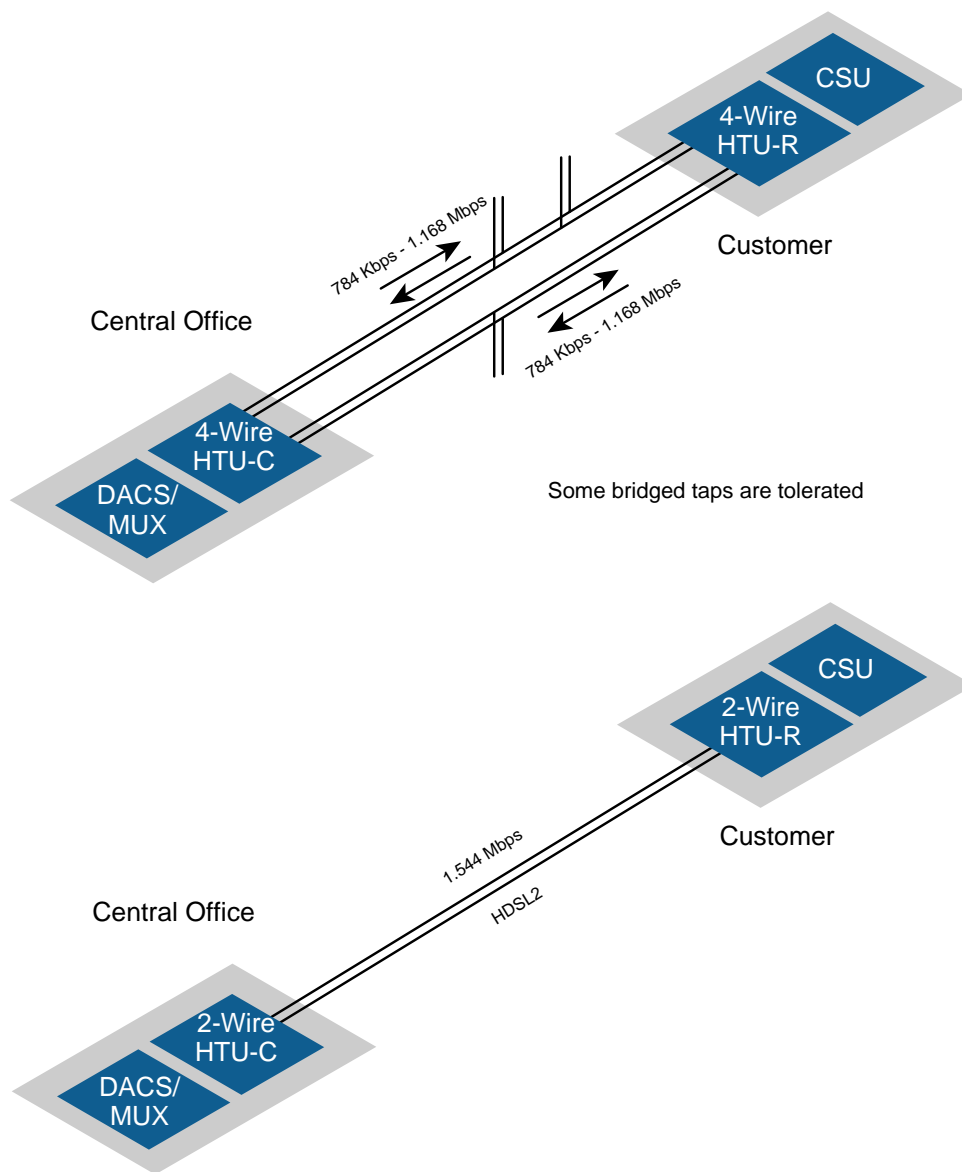 CSU
4-Wire
HTU-R
Customer
784 Kbps - 1.168 Mbps
784 Kbps - 1.168 Mbps
Central Office
4-Wire
HTU-C
DACS/
MUX
Some bridged taps are tolerated
CSU
2-Wire
HTU-R
Customer
1.544 Mbps
HDSL2
Central Office
2-Wire
HTU-C
DACS/
MUX